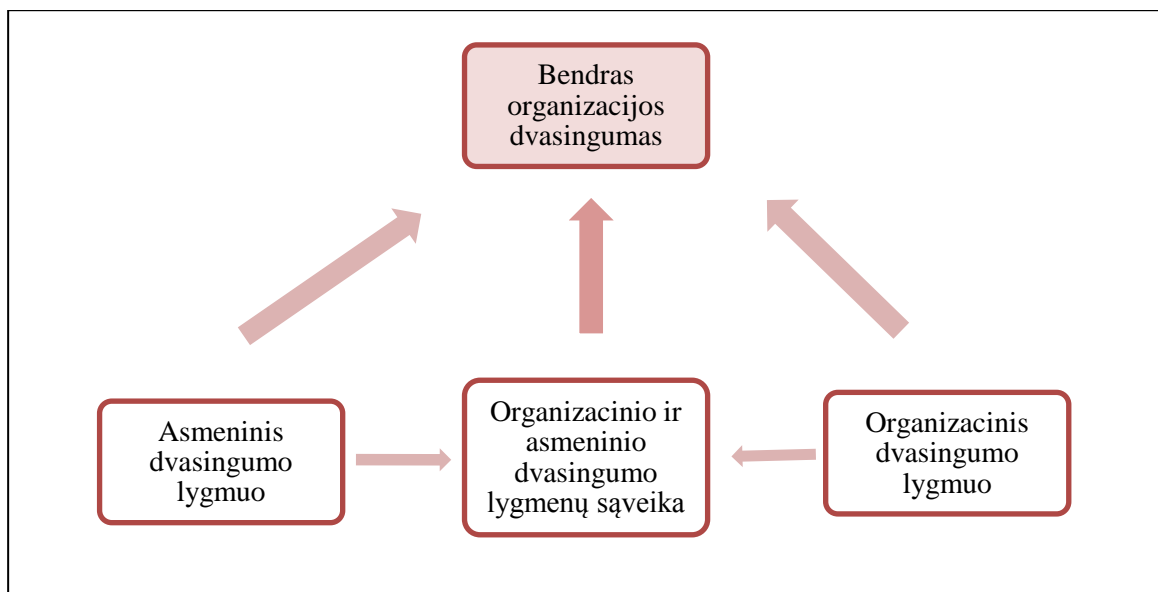 Bendras
organizacijos
dvasingumas
Asmeninis
dvasingumo
lygmuo
Organizacinio ir
asmeninio
dvasingumo
lygmenų sąveika
Organizacinis
dvasingumo
lygmuo